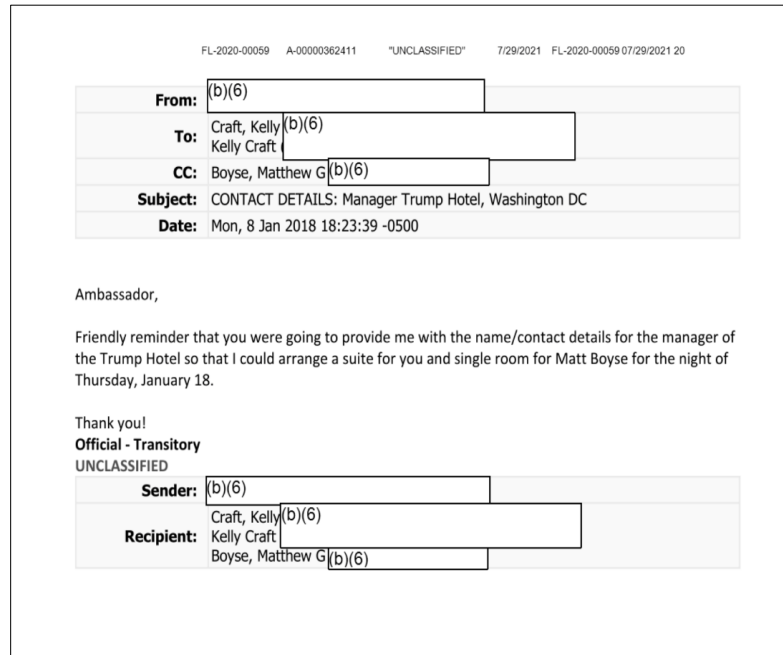 FL-2020-00059 A-00000362411 "UNCLASSIFIED" 7/29/2021 FL-2020-00059 07/29/2021 20
From: (b)(6)
To: Craft, Kelly (b)(6)
Kelly Craft (
CC: Boyse, Matthew G (b)(6)
Subject: CONTACT DETAILS: Manager Trump Hotel, Washington DC
Date: Mon, 8 Jan 2018 18:23:39 -0500
Ambassador,
Friendly reminder that you were going to provide me with the name/contact details for the manager of
the Trump Hotel so that I could arrange a suite for you and single room for Matt Boyse for the night of
Thursday, January 18.
Thank you!
Official - Transitory
UNCLASSIFIED
Sender: (b)(6)
Recipient: Craft, Kelly (b)(6)
Kelly Craft
Boyse, Matthew G (b)(6)